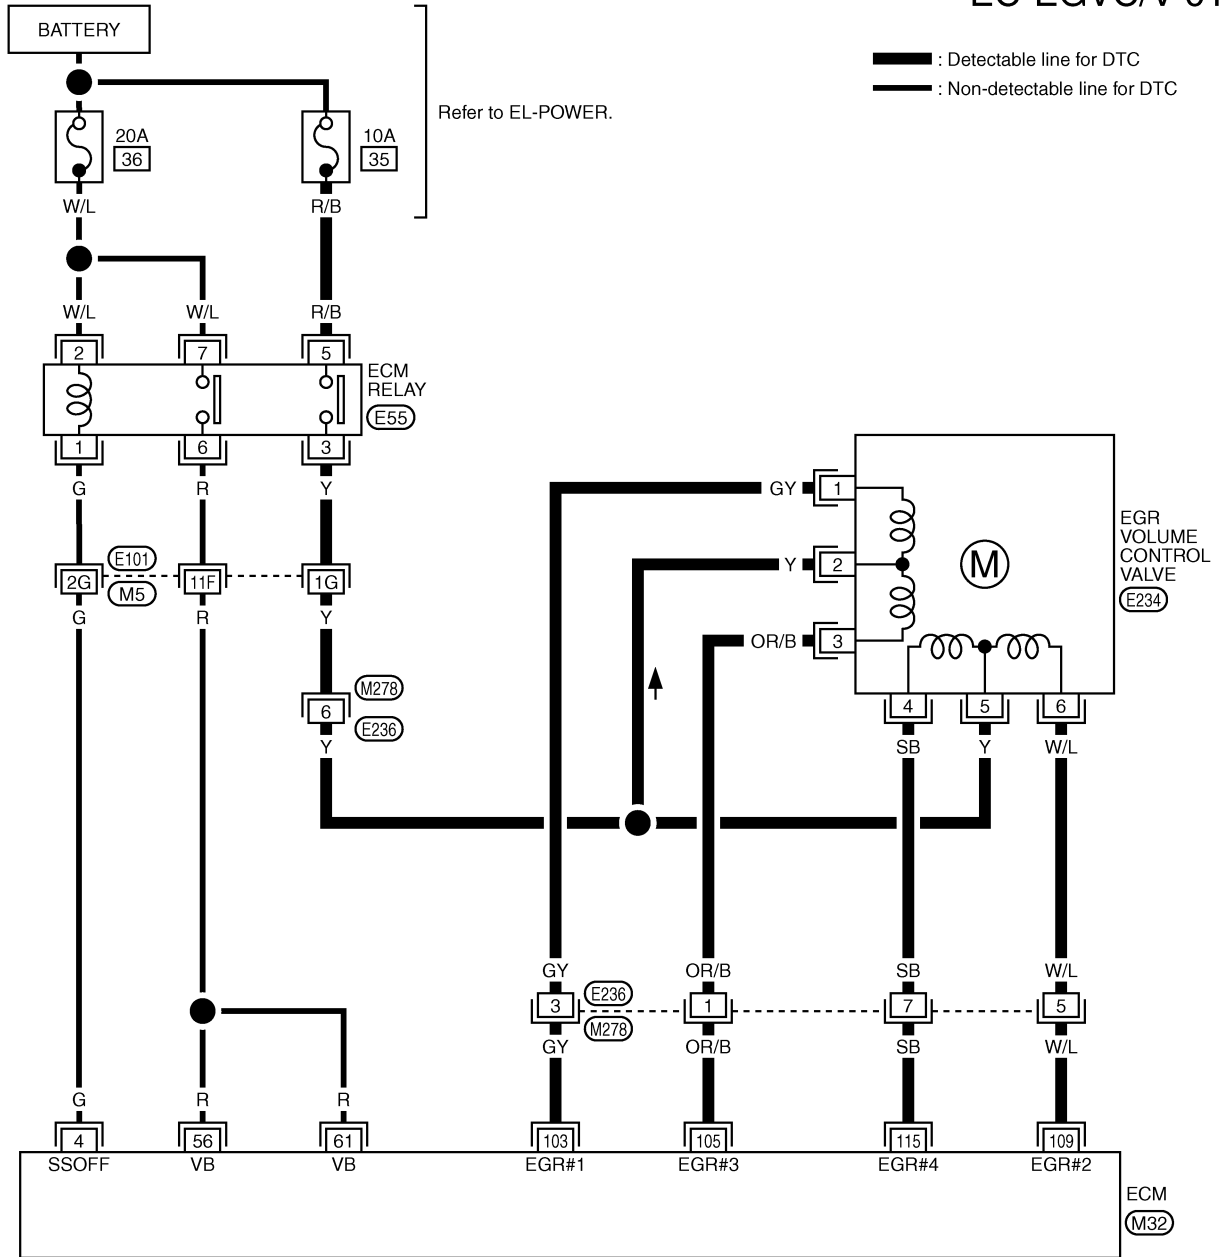 BATTERY
: Detectable line for DTC
: Non-detectable line for DTC
Refer to EL-POWER.
20A
36
10A
35
W/L
R/B
W/L
W/L
R/B
2
7
5
ECM
RELAY
E55
1
6
3
G
R
Y
GY
1
EGR
VOLUME
CONTROL
VALVE
E234
M
Y
2
OR/B
3
E101
2G
11F
1G
M5
G
R
Y
M278
6
E236
Y
4
5
6
SB
Y
W/L
GY
OR/B
SB
W/L
3
E236
1
7
5
M278
GY
OR/B
SB
W/L
G
R
R
4
56
61
103
105
115
109
SSOFF
VB
VB
EGR#1
EGR#3
EGR#4
EGR#2
ECM
M32